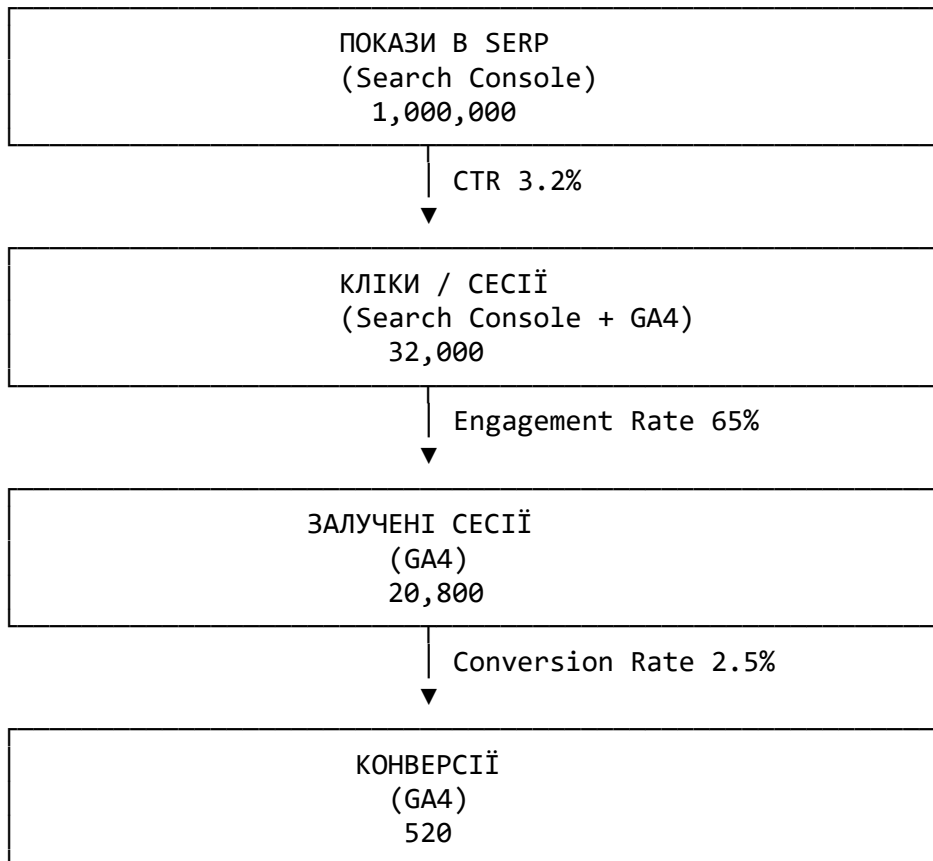 ПОКАЗИ В SERP
(Search Console)
1,000,000
CTR 3.2%
КЛІКИ / СЕСІЇ
(Search Console + GA4)
32,000
Engagement Rate 65%
ЗАЛУЧЕНІ СЕСІЇ
(GA4)
20,800
Conversion Rate 2.5%
КОНВЕРСІЇ
(GA4)
520